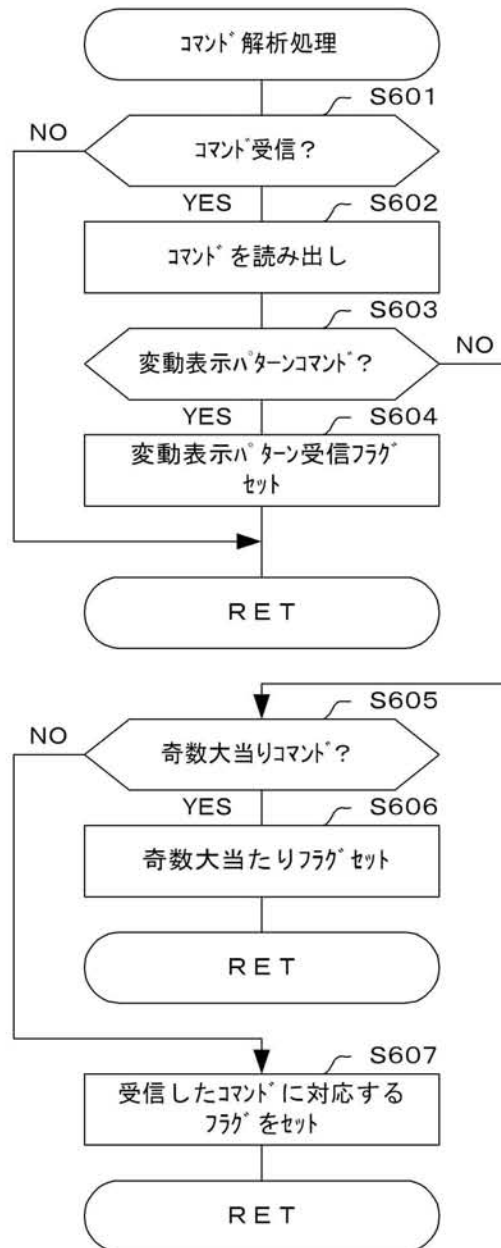 コマンド解析処理
S601
NO
コマンド受信？
YES
S602
コマンドを読み出し
S603
NO
変動表示パターンコマンド？
YES
S604
変動表示パターン受信フラグ
セット
RET
S605
NO
奇数大当りコマンド？
YES
S606
奇数大当たりフラグセット
RET
S607
受信したコマンドに対応する
フラグをセット
RET